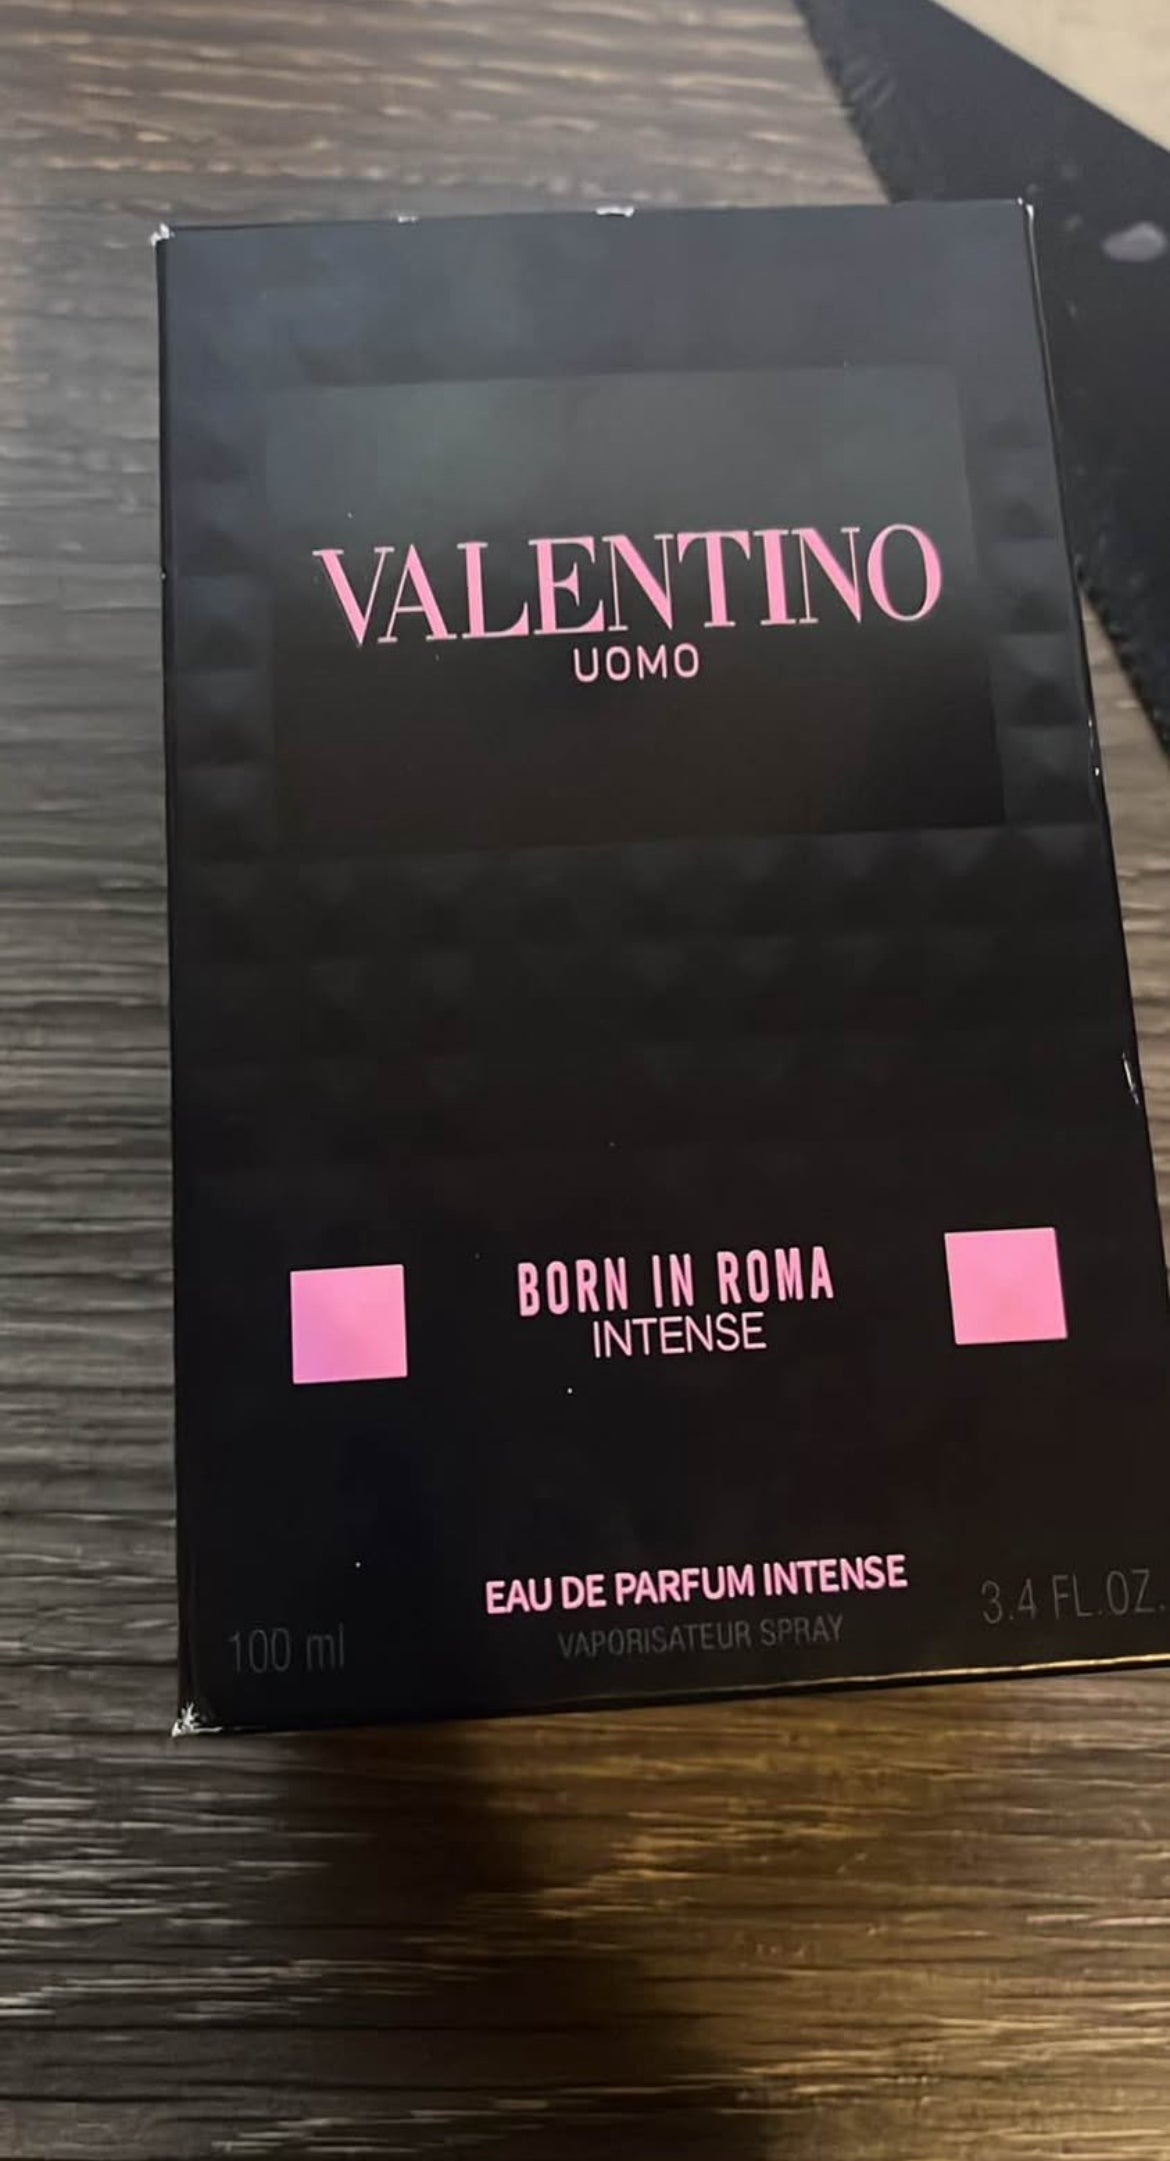 VALENTINO
UOMO
BORN IN ROMA
INTENSE
EAU DE PARFUM INTENSE
100 ml VAPORISATEUR SPRAY 3.4 FL.OZ.